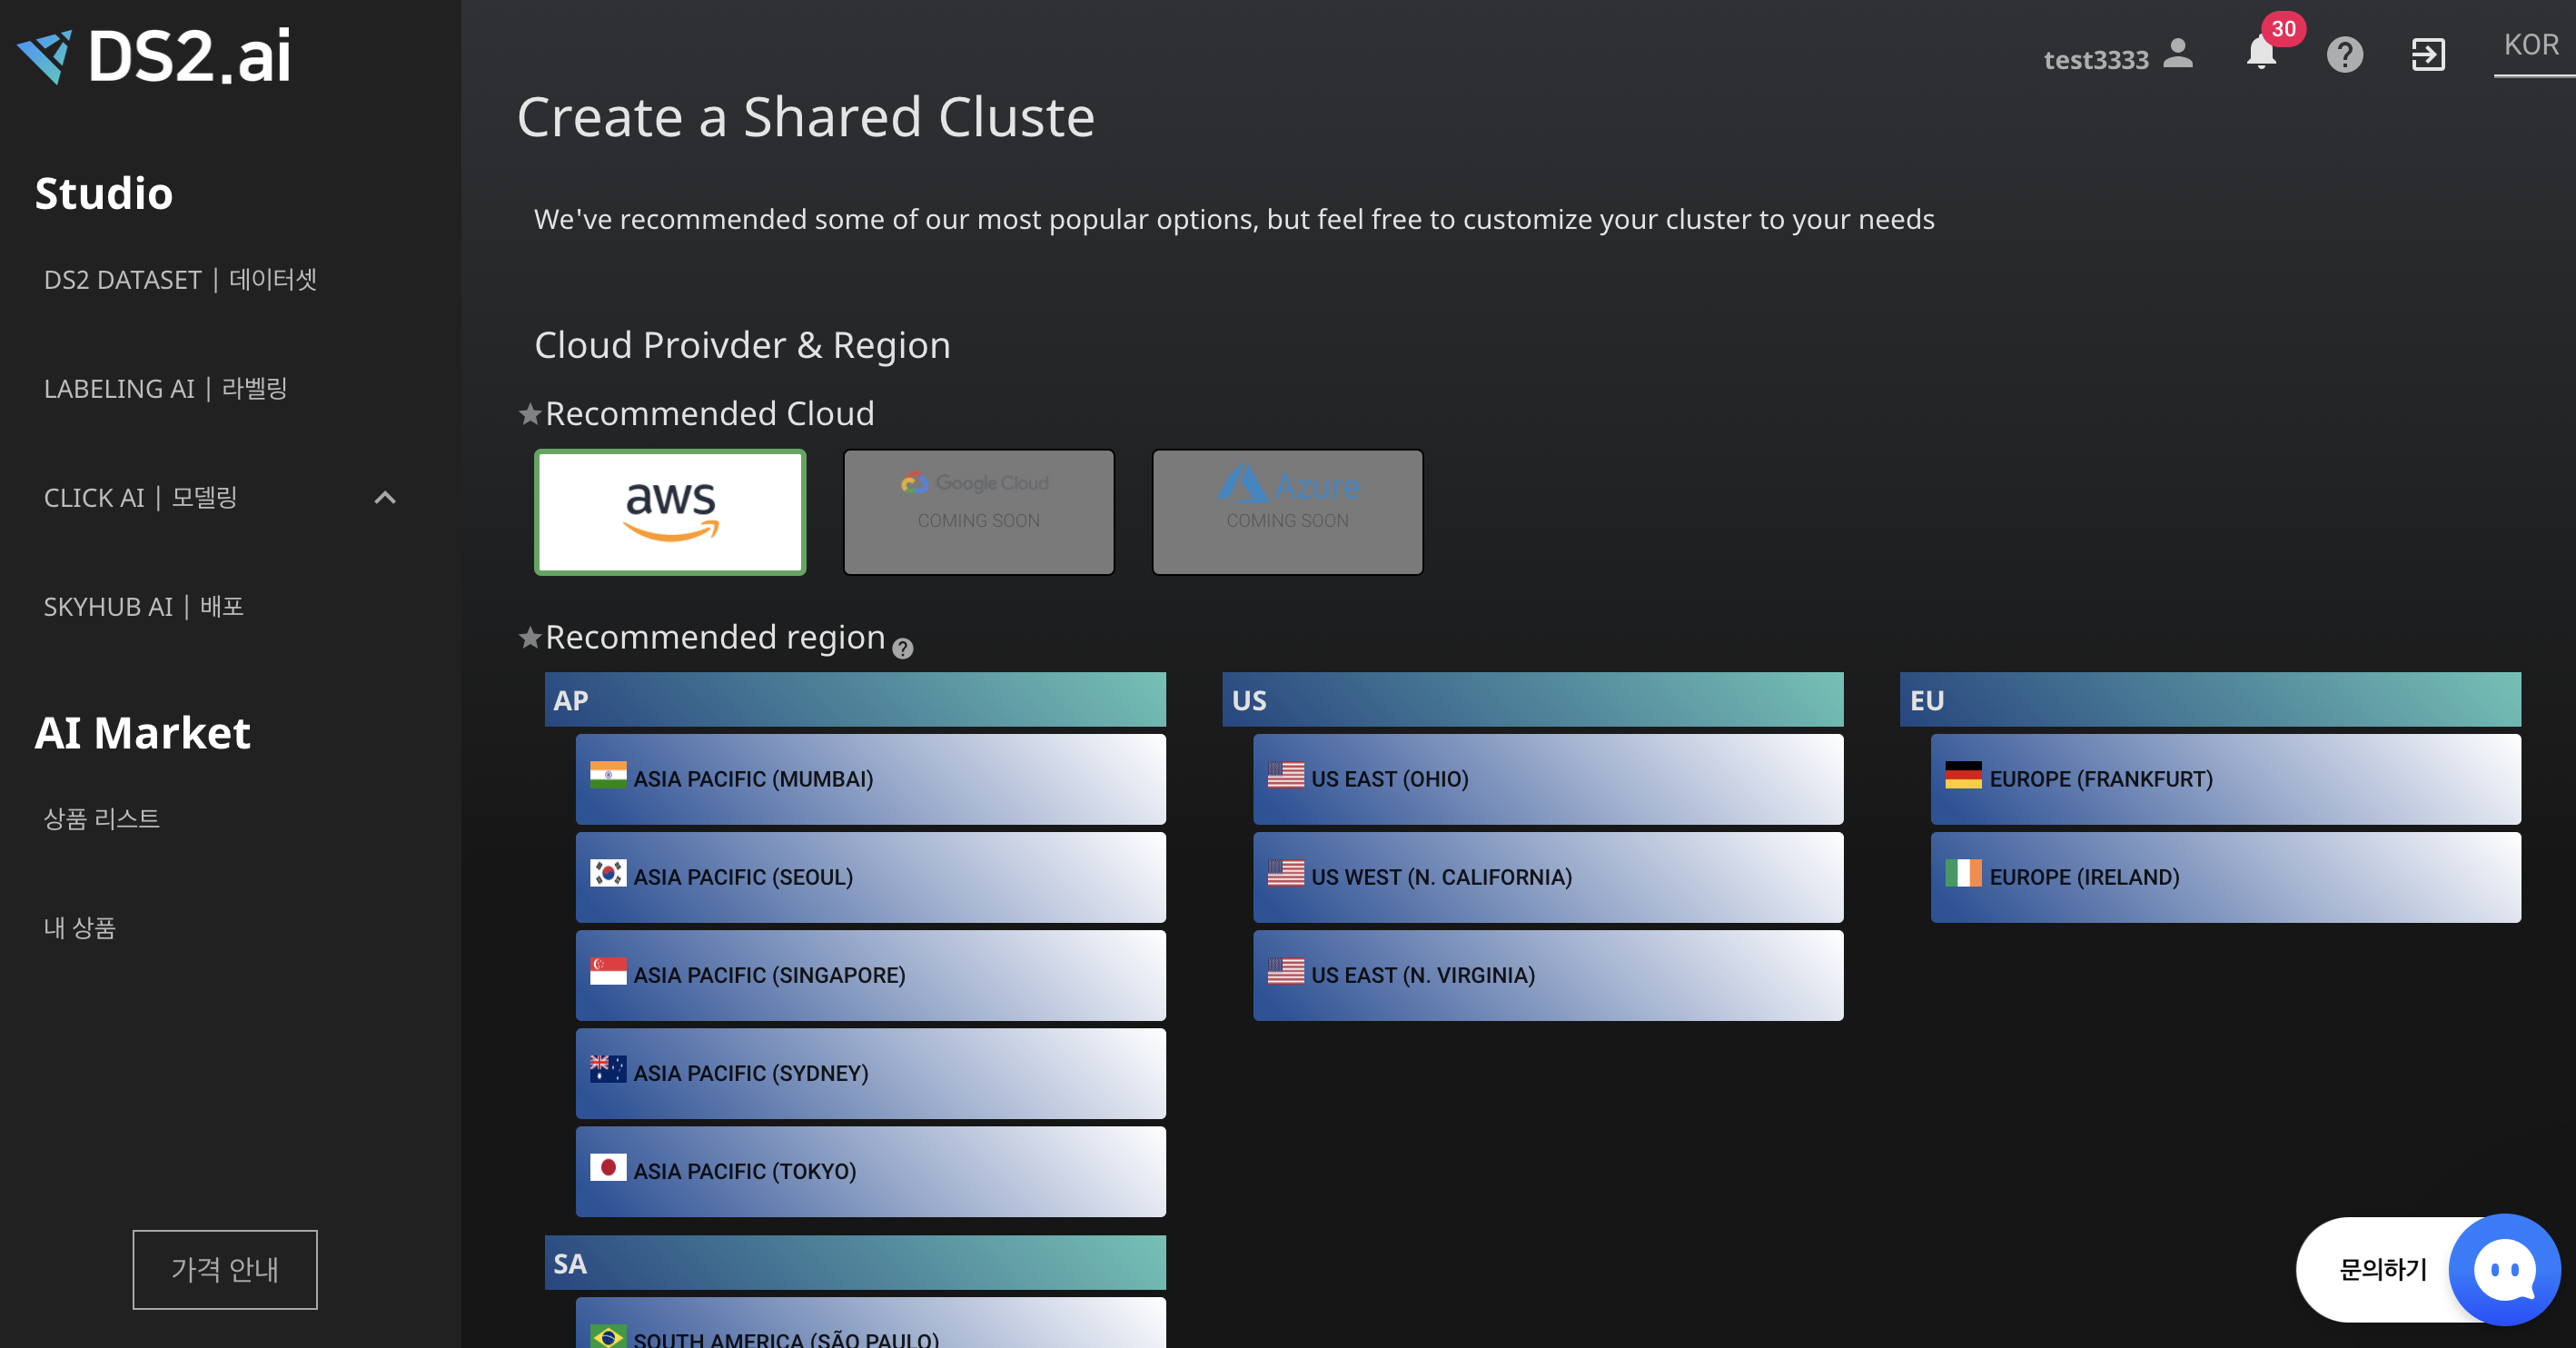 DS2.ai
Studio
DS2 DATASET | 데이터셋
LABELING AI | 라벨링
CLICK AI | 모델링
SKYHUB AI | 배포
AI Market
상품 리스트
내 상품
가격 안내
test3333
30
KOR
Create a Shared Cluste
We've recommended some of our most popular options, but feel free to customize your cluster to your needs
Cloud Proivder & Region
Recommended Cloud
aws
Google Cloud
COMING SOON
Azure
COMING SOON
Recommended region
AP
ASIA PACIFIC (MUMBAI)
ASIA PACIFIC (SEOUL)
ASIA PACIFIC (SINGAPORE)
ASIA PACIFIC (SYDNEY)
ASIA PACIFIC (TOKYO)
SA
SOUTH AMERICA (SÃO PAULO)
US
US EAST (OHIO)
US WEST (N. CALIFORNIA)
US EAST (N. VIRGINIA)
EU
EUROPE (FRANKFURT)
EUROPE (IRELAND)
문의하기